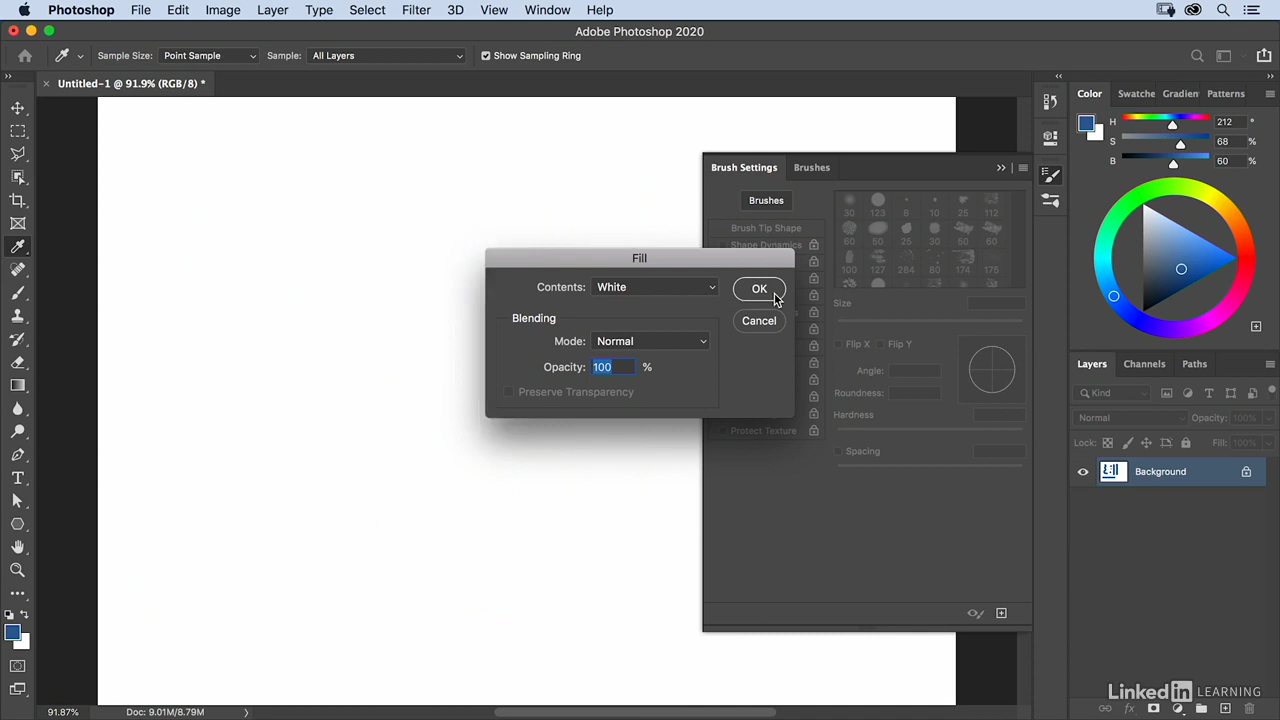 Photoshop File Edit Image Layer Type Select Filter 3D View Window Help
Adobe Photoshop 2020
Sample Size: Point Sample Sample: All Layers Show Sampling Ring
Untitled-1 @ 91.9% (RGB/8) *
Color Swatche Gradien Patterns
H 212 °
S 68 %
B 60 %
Brush Settings Brushes
Brushes
30 123 8 10 25 112
Brush Tip Shape
Shape Dynamics
60 50 25 30 50 60
100 127 284 80 174 175
Size
Flip X Flip Y
Angle:
Roundness:
Hardness
Protect Texture
Spacing
Fill
Contents: White
OK
Blending
Cancel
Mode: Normal
Opacity: 100 %
Preserve Transparency
Layers Channels Paths
Kind
Normal Opacity: 100%
Lock: Fill: 100%
Background
91.87% Doc: 9.01M/8.79M
Linked in LEARNING